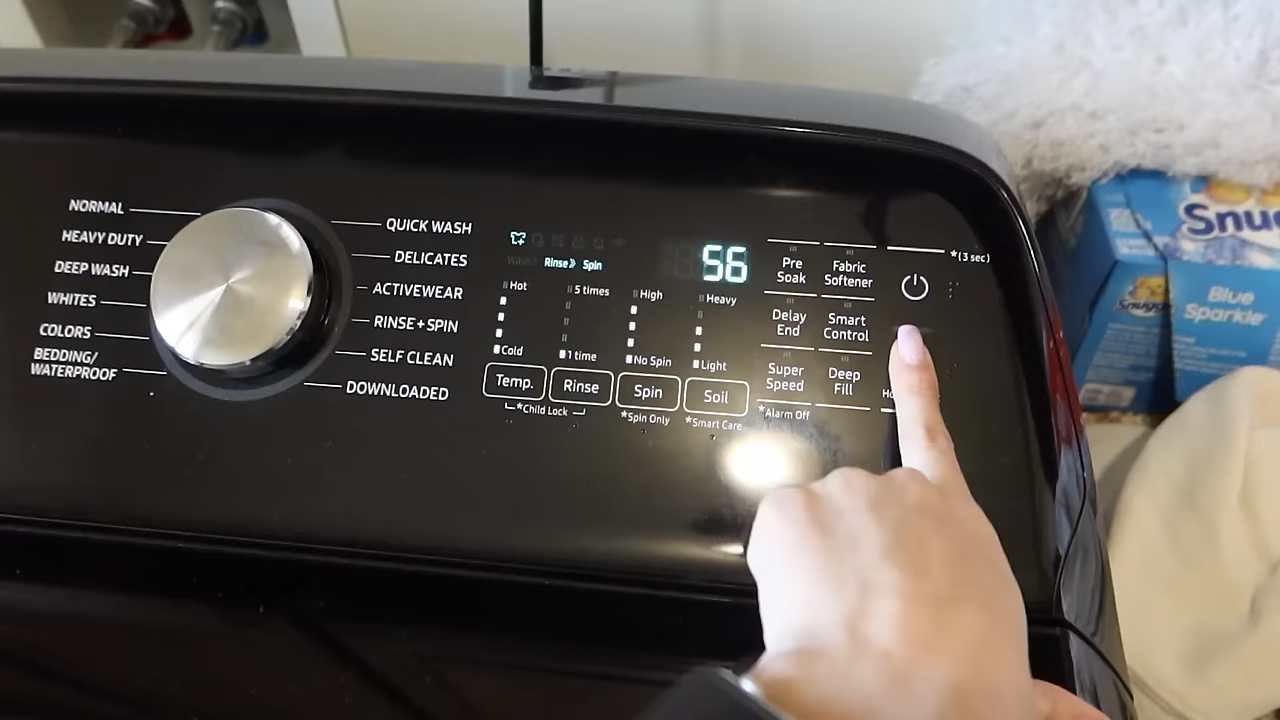 NORMAL
HEAVY DUTY
DEEP WASH
WHITES
COLORS
BEDDING/
WATERPROOF
QUICK WASH
DELICATES
ACTIVEWEAR
RINSE+SPIN
SELF CLEAN
DOWNLOADED
Wash» Rinse» Spin
56
Hot
5 times
High
Heavy
Cold
1 time
No Spin
Light
Temp.
Rinse
Spin
Soil
*Child Lock
*Spin Only
*Smart Care
Pre
Soak
Fabric
Softener
Delay
End
Smart
Control
Super
Speed
Deep
Fill
*Alarm Off
*(3 sec)
Snu
Snuggle
Blue
Sparkle